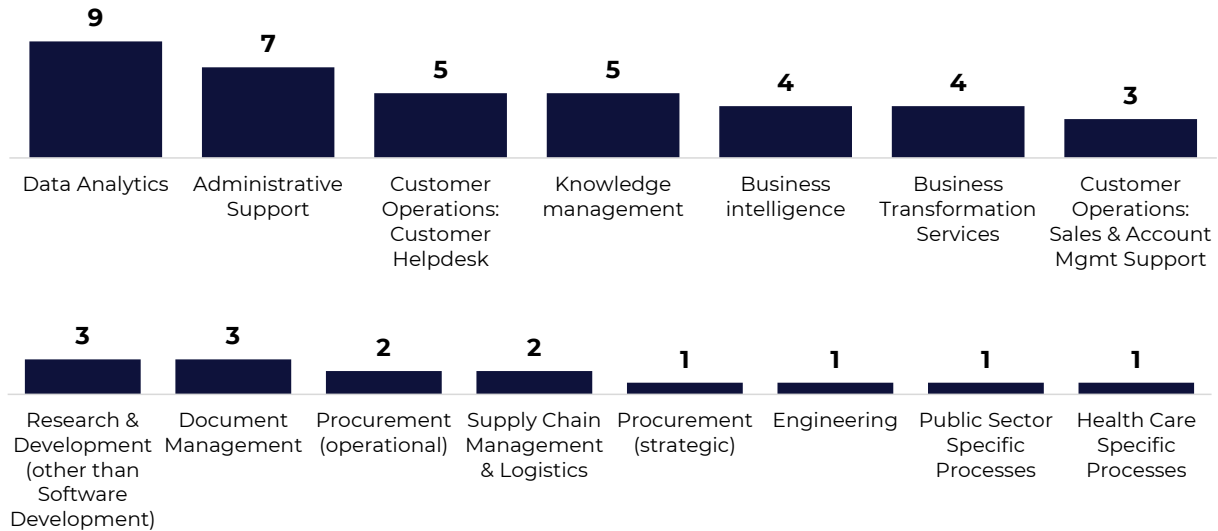 9
7
5
5
4
4
3
Data Analytics
Administrative
Support
Customer
Operations:
Customer
Helpdesk
Knowledge
management
Business
intelligence
Business
Transformation
Services
Customer
Operations:
Sales & Account
Mgmt Support
3
3
2
2
1
1
1
1
Research &
Development
(other than
Software
Development)
Document
Management
Procurement
(operational)
Supply Chain
Management
& Logistics
Procurement
(strategic)
Engineering
Public Sector
Specific
Processes
Health Care
Specific
Processes